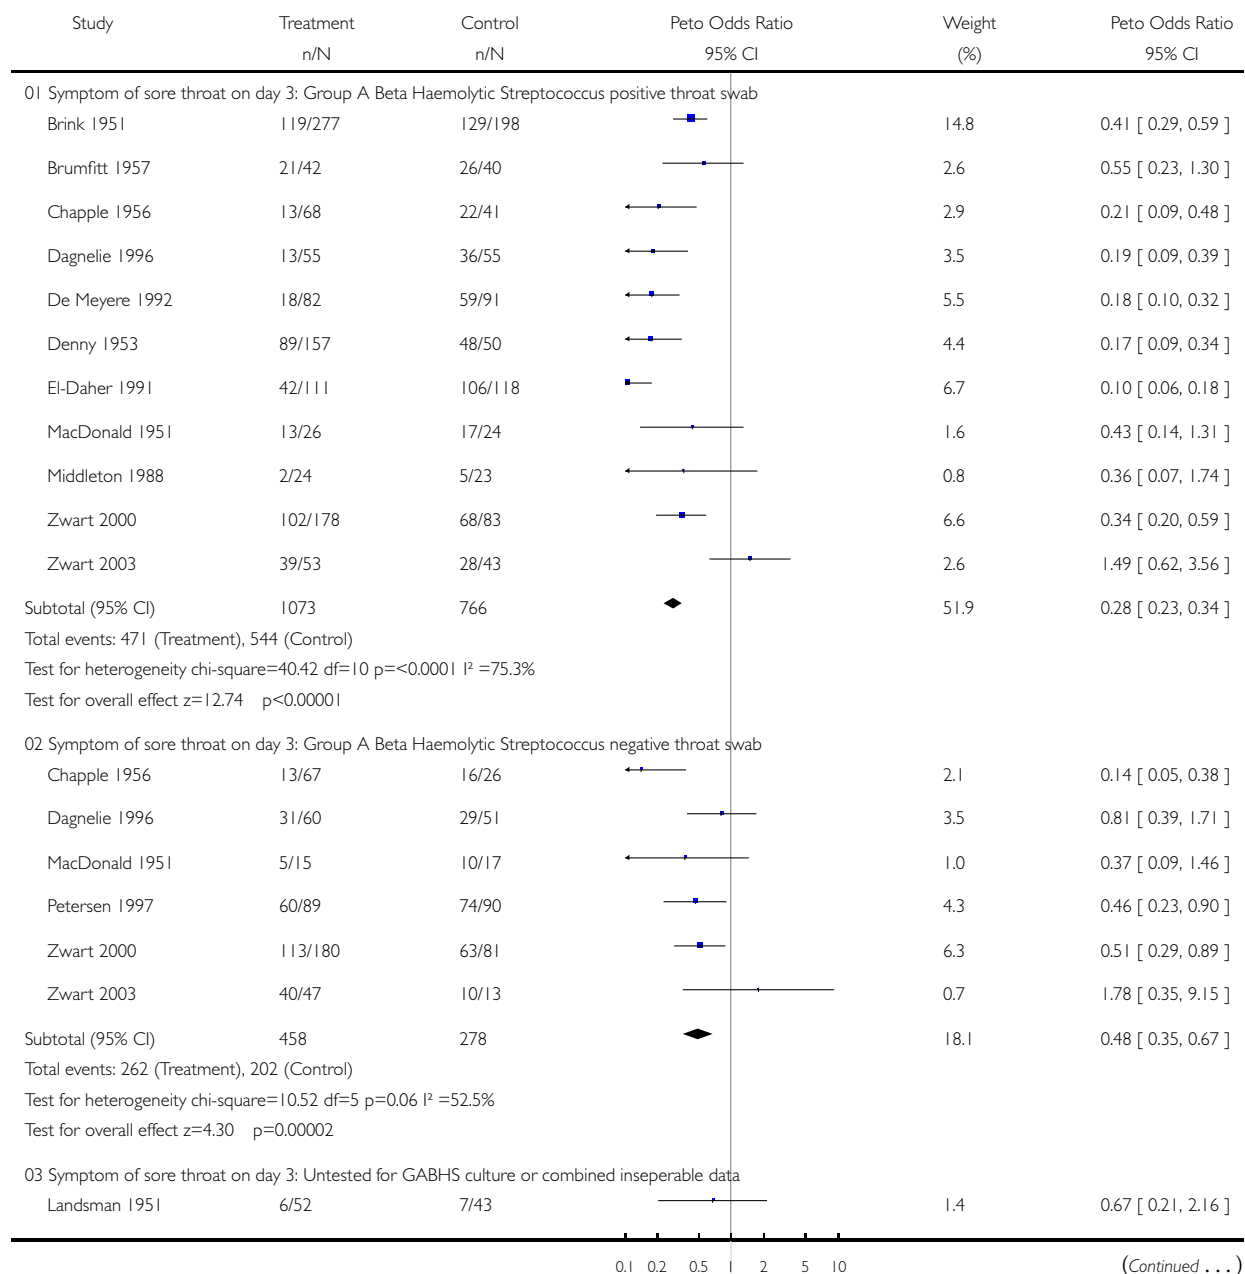 Study Treatment Control Peto Odds Ratio Weight Peto Odds Ratio
n/N n/N 95% CI (%) 95% CI
01 Symptom of sore throat on day 3: Group A Beta Haemolytic Streptococcus positive throat swab
Brink 1951 119/277 129/198 14.8 0.41 [ 0.29, 0.59 ]
Brumfitt 1957 21/42 26/40 2.6 0.55 [ 0.23, 1.30 ]
Chapple 1956 13/68 22/41 2.9 0.21 [ 0.09, 0.48 ]
Dagnelie 1996 13/55 36/55 3.5 0.19 [ 0.09, 0.39 ]
De Meyere 1992 18/82 59/91 5.5 0.18 [ 0.10, 0.32 ]
Denny 1953 89/157 48/50 4.4 0.17 [ 0.09, 0.34 ]
El-Daher 1991 42/111 106/118 6.7 0.10 [ 0.06, 0.18 ]
MacDonald 1951 13/26 17/24 1.6 0.43 [ 0.14, 1.31 ]
Middleton 1988 2/24 5/23 0.8 0.36 [ 0.07, 1.74 ]
Zwart 2000 102/178 68/83 6.6 0.34 [ 0.20, 0.59 ]
Zwart 2003 39/53 28/43 2.6 1.49 [ 0.62, 3.56 ]
Subtotal (95% CI) 1073 766 51.9 0.28 [ 0.23, 0.34 ]
Total events: 471 (Treatment), 544 (Control)
Test for heterogeneity chi-square=40.42 df=10 p=<0.0001 I² =75.3%
Test for overall effect z=12.74 p<0.00001
02 Symptom of sore throat on day 3: Group A Beta Haemolytic Streptococcus negative throat swab
Chapple 1956 13/67 16/26 2.1 0.14 [ 0.05, 0.38 ]
Dagnelie 1996 31/60 29/51 3.5 0.81 [ 0.39, 1.71 ]
MacDonald 1951 5/15 10/17 1.0 0.37 [ 0.09, 1.46 ]
Petersen 1997 60/89 74/90 4.3 0.46 [ 0.23, 0.90 ]
Zwart 2000 113/180 63/81 6.3 0.51 [ 0.29, 0.89 ]
Zwart 2003 40/47 10/13 0.7 1.78 [ 0.35, 9.15 ]
Subtotal (95% CI) 458 278 18.1 0.48 [ 0.35, 0.67 ]
Total events: 262 (Treatment), 202 (Control)
Test for heterogeneity chi-square=10.52 df=5 p=0.06 I² =52.5%
Test for overall effect z=4.30 p=0.00002
03 Symptom of sore throat on day 3: Untested for GABHS culture or combined inseperable data
Landsman 1951 6/52 7/43 1.4 0.67 [ 0.21, 2.16 ]
0.1 0.2 0.5 1 2 5 10
(Continued . . . )